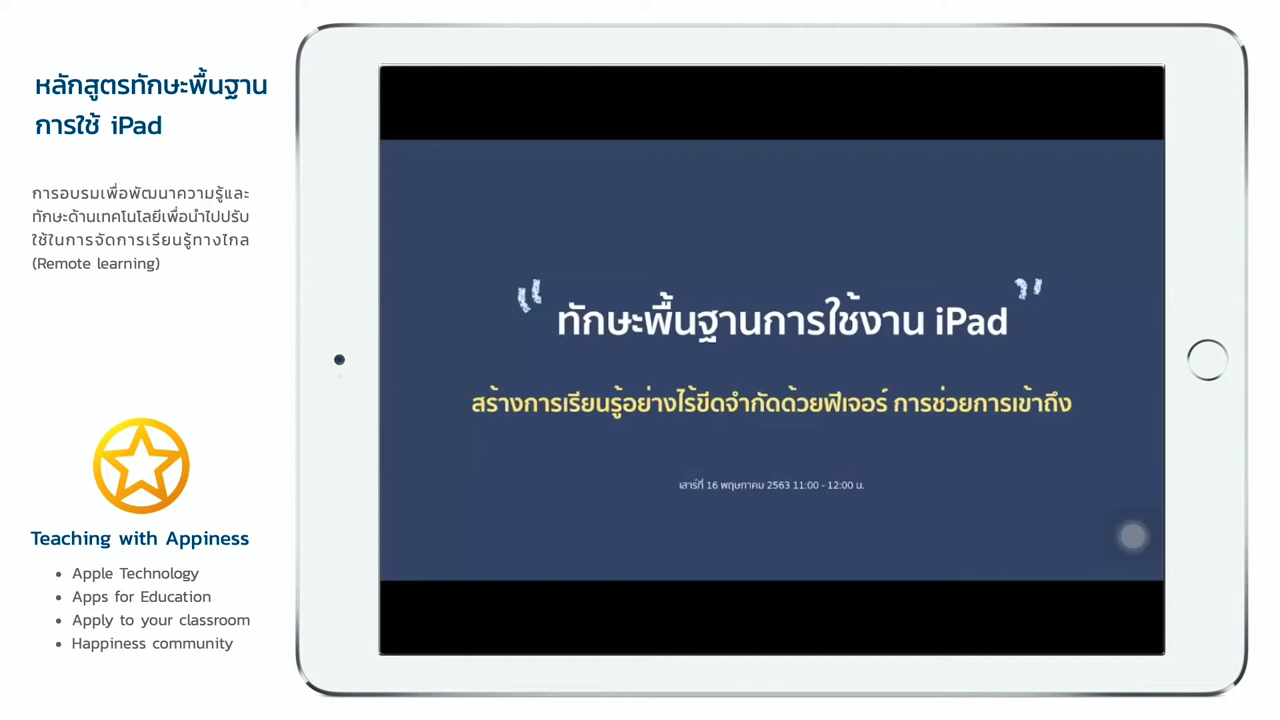 หลักสูตรทักษะพื้นฐาน
การใช้ iPad
การอบรมเพื่อพัฒนาความรู้และ
ทักษะด้านเทคโนโลยีเพื่อนำไปปรับ
ใช้ในการจัดการเรียนรู้ทางไกล
(Remote learning)
Teaching with Appiness
• Apple Technology
• Apps for Education
• Apply to your classroom
• Happiness community
“ ทักษะพื้นฐานการใช้งาน iPad ”
สร้างการเรียนรู้อย่างไร้ขีดจำกัดด้วยฟีเจอร์ การช่วยการเข้าถึง
เสาร์ที่ 16 พฤษภาคม 2563 11:00 - 12:00 น.